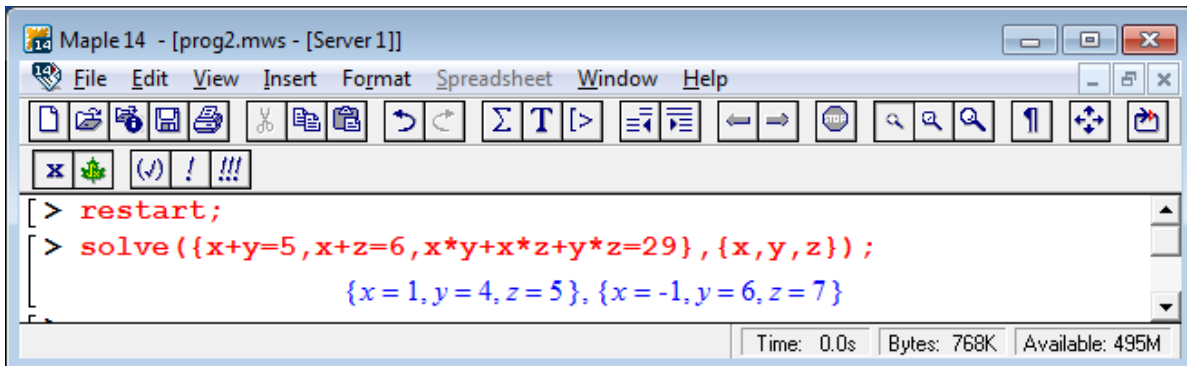 Maple 14 - [prog2.mws - [Server 1]]
File Edit View Insert Format Spreadsheet Window Help
Σ T [> STOP ¶
x (√) ! !!!
[ > restart;
[ > solve({x+y=5,x+z=6,x*y+x*z+y*z=29},{x,y,z});
{x = 1, y = 4, z = 5}, {x = -1, y = 6, z = 7}
Time: 0.0s Bytes: 768K Available: 495M